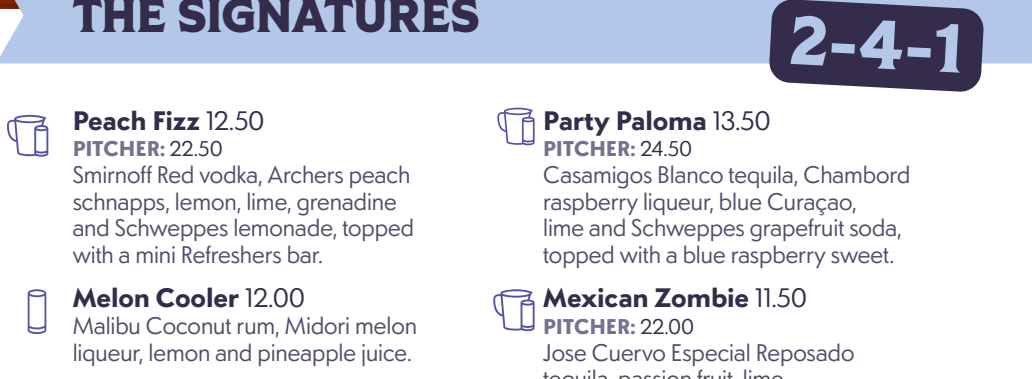 THE SIGNATURES
2-4-1
Peach Fizz 12.50
PITCHER: 22.50
Smirnoff Red vodka, Archers peach
schnapps, lemon, lime, grenadine
and Schweppes lemonade, topped
with a mini Refreshers bar.
Melon Cooler 12.00
Malibu Coconut rum, Midori melon
liqueur, lemon and pineapple juice.
Party Paloma 13.50
PITCHER: 24.50
Casamigos Blanco tequila, Chambord
raspberry liqueur, blue Curaçao,
lime and Schweppes grapefruit soda,
topped with a blue raspberry sweet.
Mexican Zombie 11.50
PITCHER: 22.00
Jose Cuervo Especial Reposado
tequila, passion fruit, lime